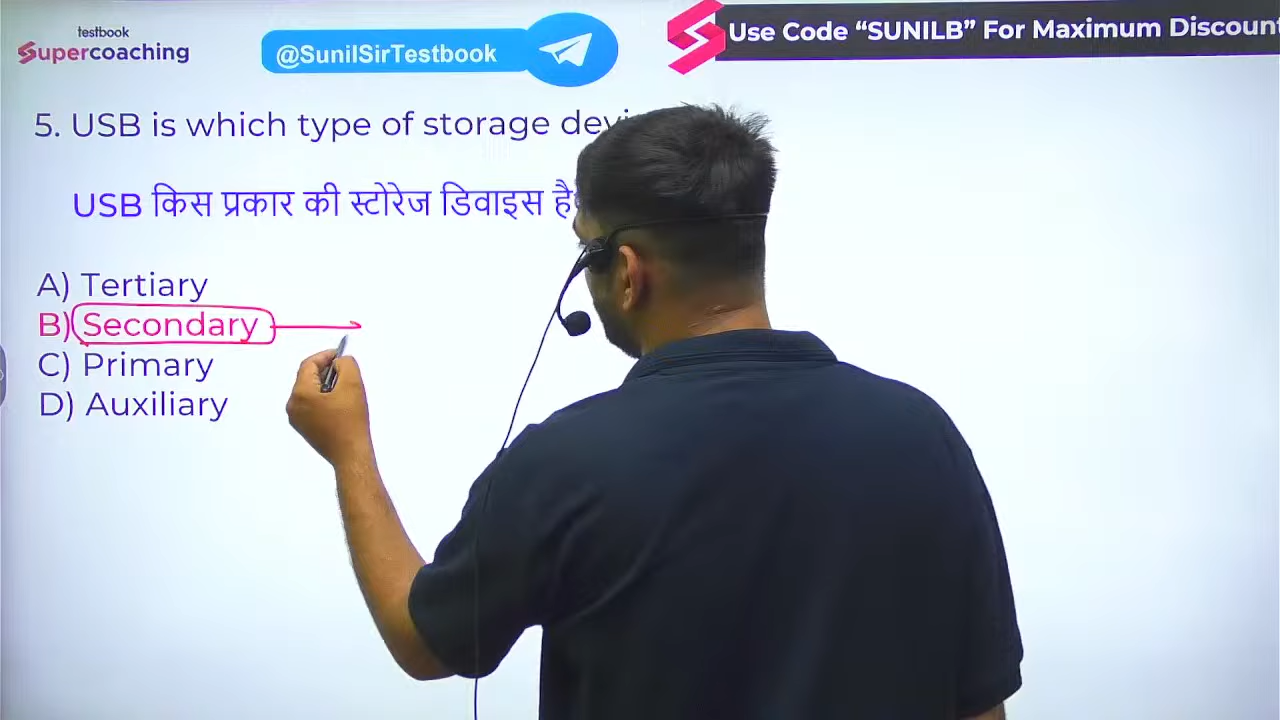 testbook
Supercoaching
@SunilSirTestbook
Use Code “SUNILB” For Maximum Discount
5. USB is which type of storage
USB किस प्रकार की स्टोरेज डिवाइस है
A) Tertiary
B) Secondary
C) Primary
D) Auxiliary